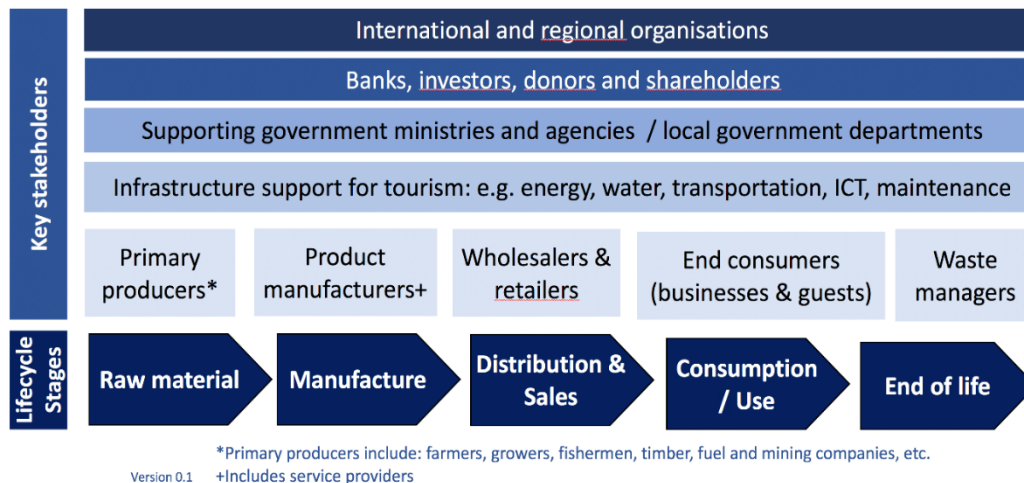 Key stakeholders
International and regional organisations
Banks, investors, donors and shareholders
Supporting government ministries and agencies / local government departments
Infrastructure support for tourism: e.g. energy, water, transportation, ICT, maintenance
Primary
producers*
Product
manufacturers+
Wholesalers &
retailers
End consumers
(businesses & guests)
Waste
managers
Lifecycle
Stages
Raw material
Manufacture
Distribution &
Sales
Consumption
/ Use
End of life
*Primary producers include: farmers, growers, fishermen, timber, fuel and mining companies, etc.
Version 0.1
+Includes service providers